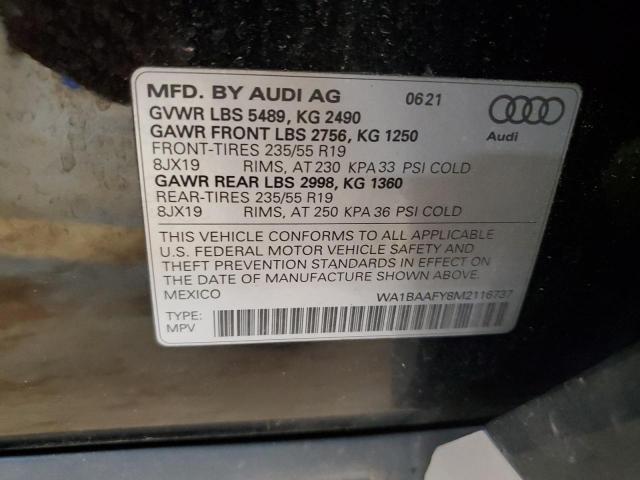 MFD. BY AUDI AG 06 21
GVWR LBS 5489, KG 2490
GAWR FRONT LBS 2756, KG 1250
FRONT-TIRES 235/55 R19
8JX19 RIMS, AT 230 KPA 33 PSI COLD
GAWR REAR LBS 2998, KG 1360
REAR-TIRES 235/55 R19
8JX19 RIMS, AT 250 KPA 36 PSI COLD
Audi
THIS VEHICLE CONFORMS TO ALL APPLICABLE
U.S. FEDERAL MOTOR VEHICLE SAFETY AND
THEFT PREVENTION STANDARDS IN EFFECT ON
THE DATE OF MANUFACTURE SHOWN ABOVE.
MEXICO WA1BAAFY8M2116737
TYPE:
MPV